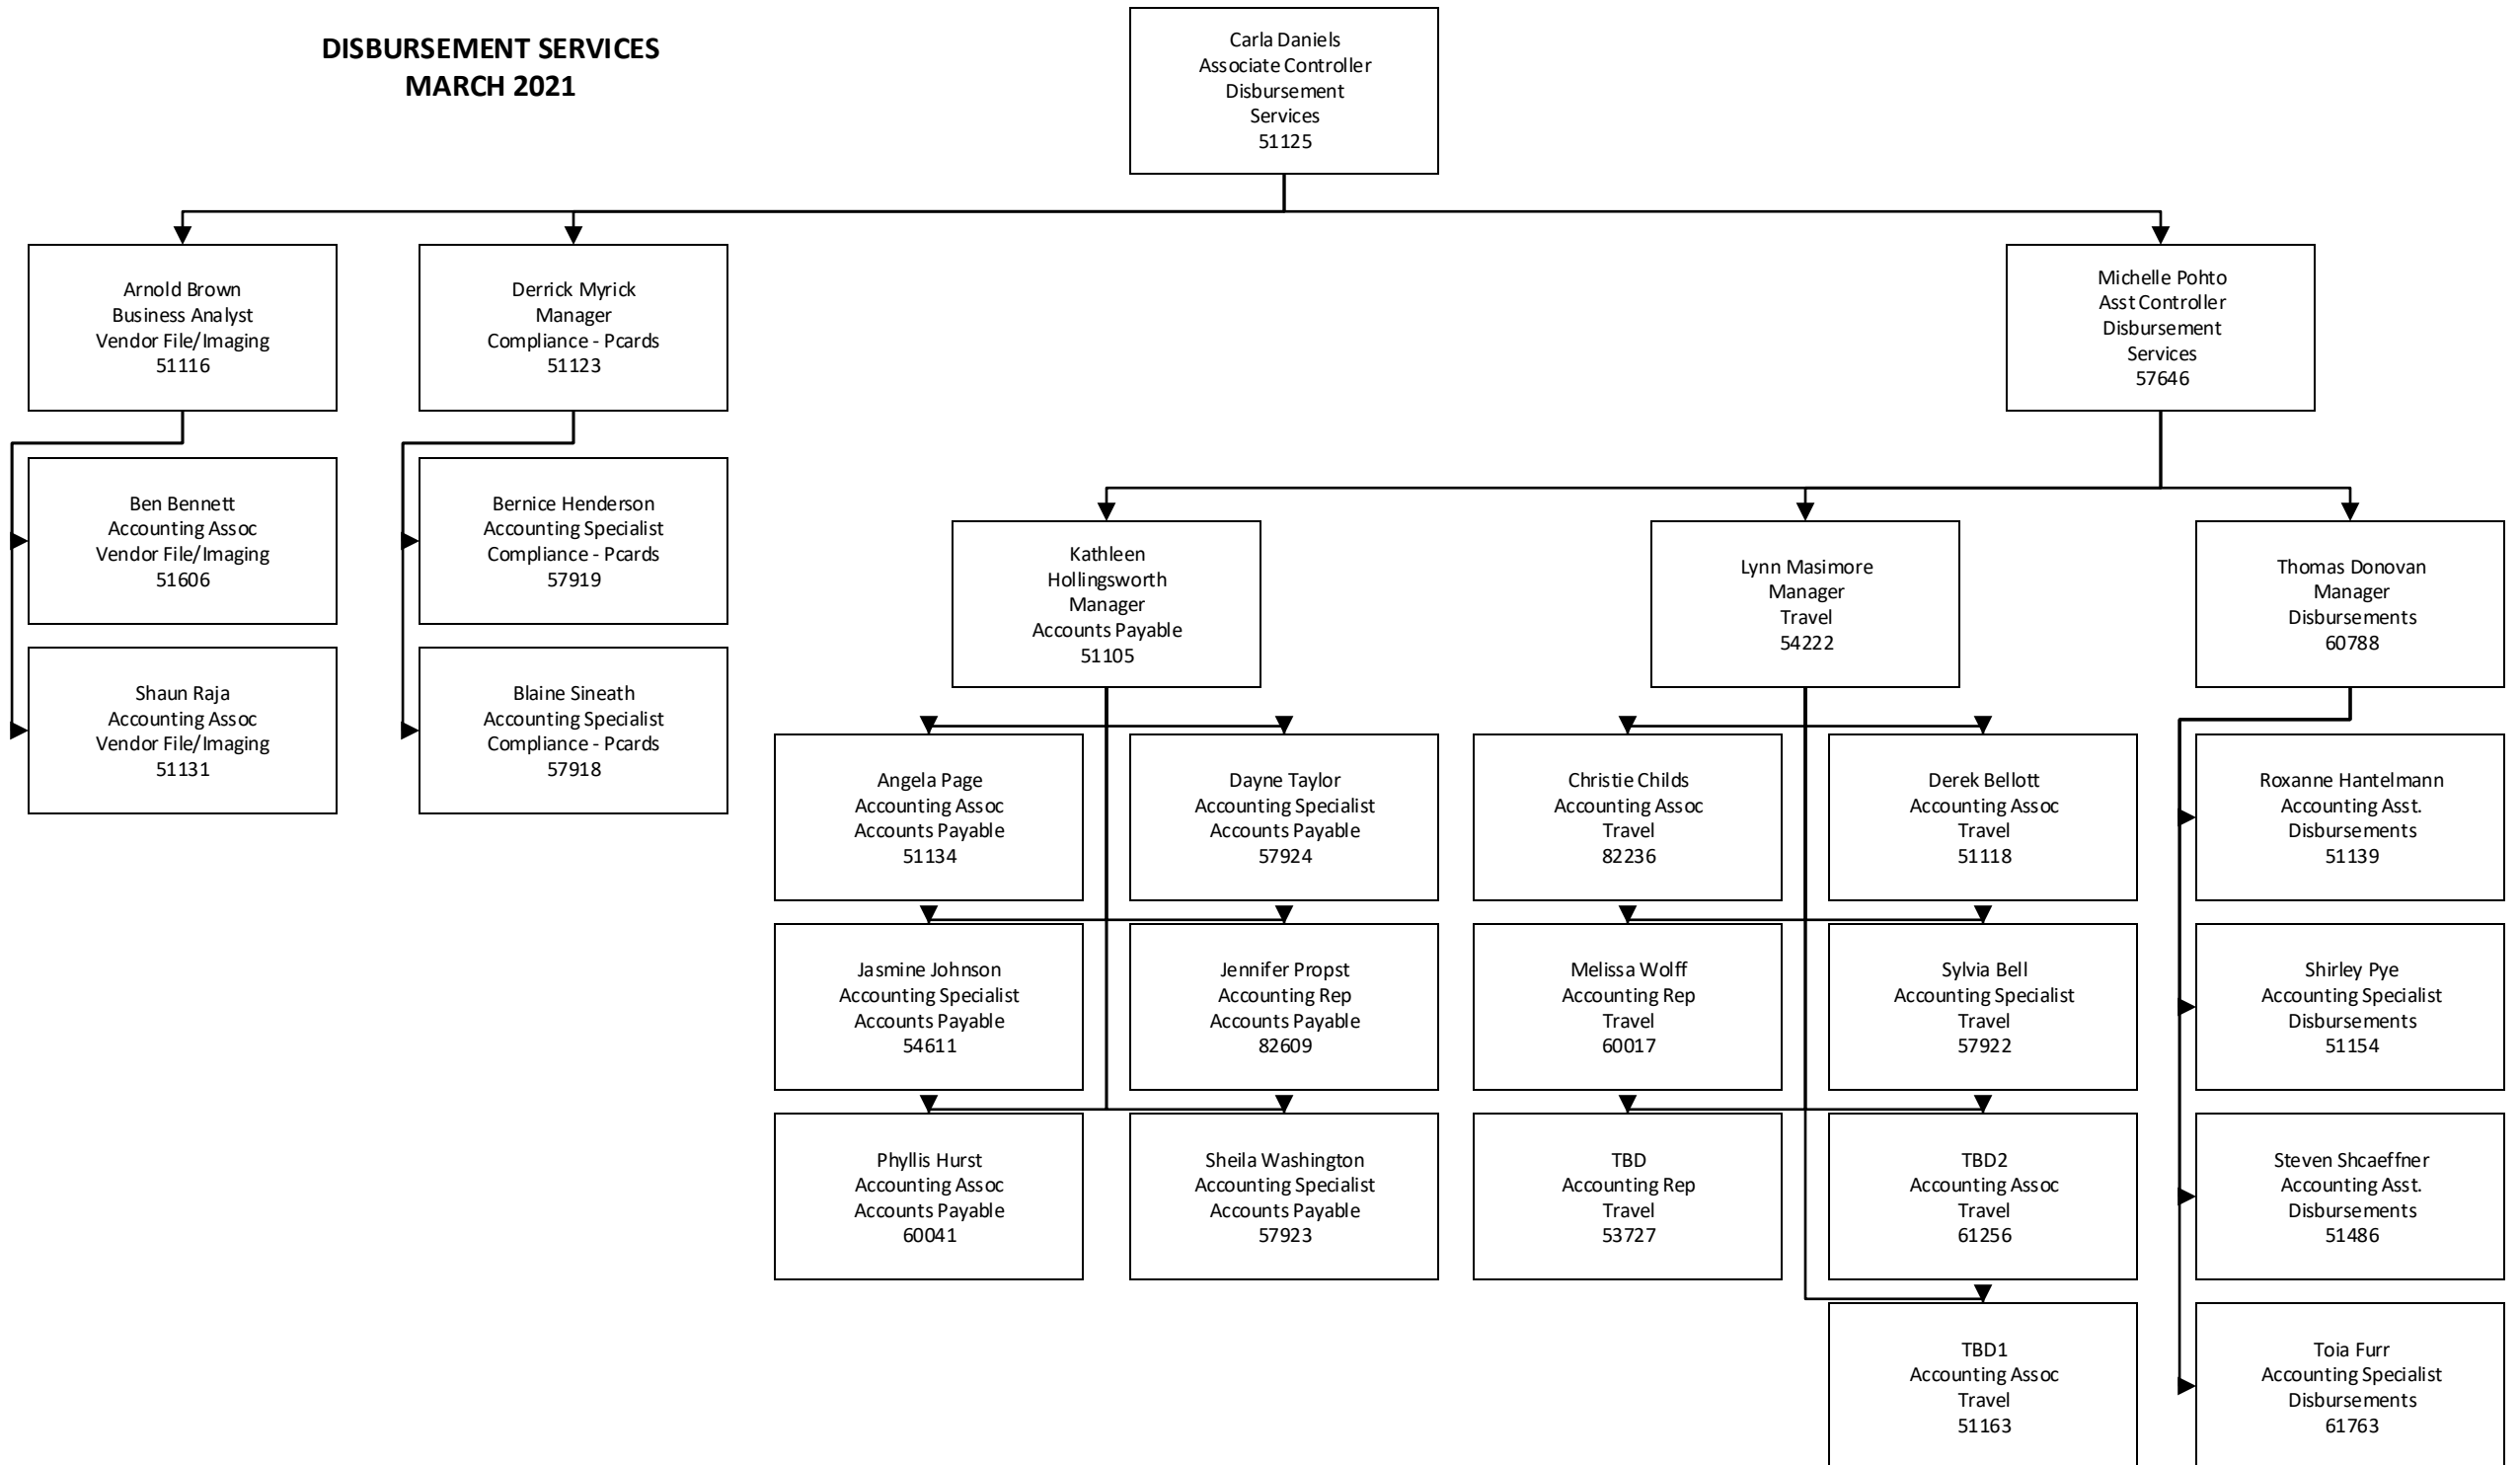 DISBURSEMENT SERVICES
MARCH 2021
Carla Daniels
Associate Controller
Disbursement
Services
51125
Arnold Brown
Business Analyst
Vendor File/Imaging
51116
Derrick Myrick
Manager
Compliance - Pcards
51123
Michelle Pohto
Asst Controller
Disbursement
Services
57646
Ben Bennett
Accounting Assoc
Vendor File/Imaging
51606
Bernice Henderson
Accounting Specialist
Compliance - Pcards
57919
Kathleen
Hollingsworth
Manager
Accounts Payable
51105
Lynn Masimore
Manager
Travel
54222
Thomas Donovan
Manager
Disbursements
60788
Shaun Raja
Accounting Assoc
Vendor File/Imaging
51131
Blaine Sineath
Accounting Specialist
Compliance - Pcards
57918
Angela Page
Accounting Assoc
Accounts Payable
51134
Dayne Taylor
Accounting Specialist
Accounts Payable
57924
Christie Childs
Accounting Assoc
Travel
82236
Derek Bellott
Accounting Assoc
Travel
51118
Roxanne Hantelmann
Accounting Asst.
Disbursements
51139
Jasmine Johnson
Accounting Specialist
Accounts Payable
54611
Jennifer Propst
Accounting Rep
Accounts Payable
82609
Melissa Wolff
Accounting Rep
Travel
60017
Sylvia Bell
Accounting Specialist
Travel
57922
Shirley Pye
Accounting Specialist
Disbursements
51154
Phyllis Hurst
Accounting Assoc
Accounts Payable
60041
Sheila Washington
Accounting Specialist
Accounts Payable
57923
TBD
Accounting Rep
Travel
53727
TBD2
Accounting Assoc
Travel
61256
Steven Shcaeffner
Accounting Asst.
Disbursements
51486
TBD1
Accounting Assoc
Travel
51163
Toia Furr
Accounting Specialist
Disbursements
61763